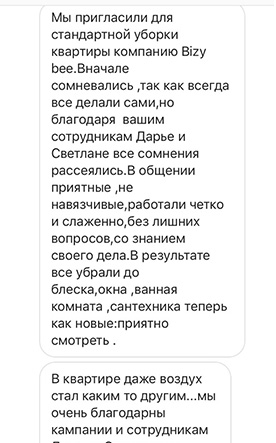 Мы пригласили для
стандартной уборки
квартиры компанию Bizy
bee.Вначале
сомневались ,так как всегда
все делали сами,но
благодаря  вашим
сотрудникам Дарье и
Светлане все сомнения
рассеялись.В общении
приятные ,не
навязчивые,работали четко
и слаженно,без лишних
вопросов,со знанием
своего дела.В результате
все убрали до
блеска,окна ,ванная
комната ,сантехника теперь
как новые:приятно
смотреть .
В квартире даже воздух
стал каким то другим...мы
очень благодарны
кампании и сотрудникам